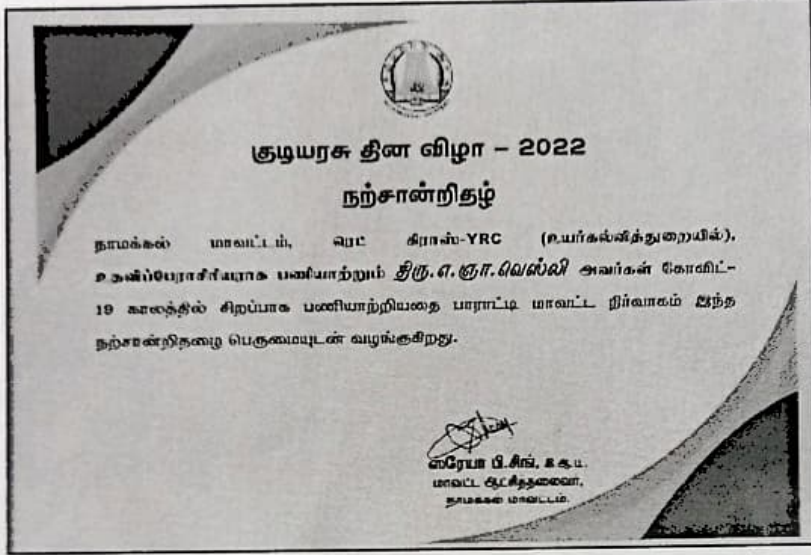 குடியரசு தின விழா – 2022
நற்சான்றிதழ்
நாமக்கல் மாவட்டம், ரெட் கிராஸ்-YRC (உயர்கல்வித்துறையில்),
உதவிப்பேராசிரியராக பணியாற்றும் திரு.எ.ஞா.வெஸ்லி அவர்கள் கோவிட்–
19 காலத்தில் சிறப்பாக பணியாற்றியதை பாராட்டி மாவட்ட நிர்வாகம் இந்த
நற்சான்றிதழை பெருமையுடன் வழங்குகிறது.
ஸ்ரேயா பி.சிங், இ.ஆ.ப.
மாவட்ட ஆட்சித்தலைவர்,
நாமக்கல் மாவட்டம்.